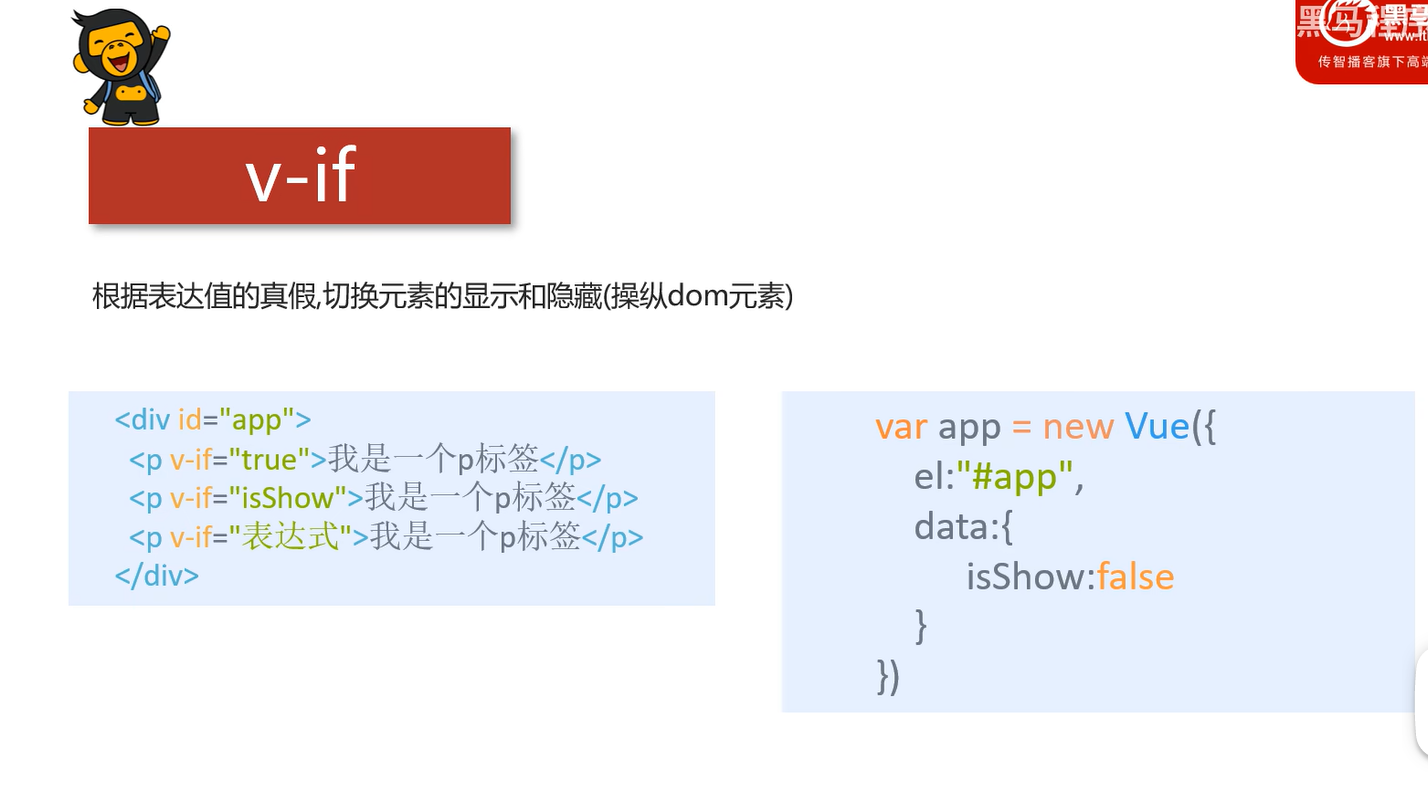 v-if
根据表达值的真假,切换元素的显示和隐藏(操纵dom元素)
<div id="app">
<p v-if="true">我是一个p标签</p>
<p v-if="isShow">我是一个p标签</p>
<p v-if="表达式">我是一个p标签</p>
</div>
var app = new Vue({
el:"#app",
data:{
isShow:false
}
})
黑马程序
传智播客旗下高端